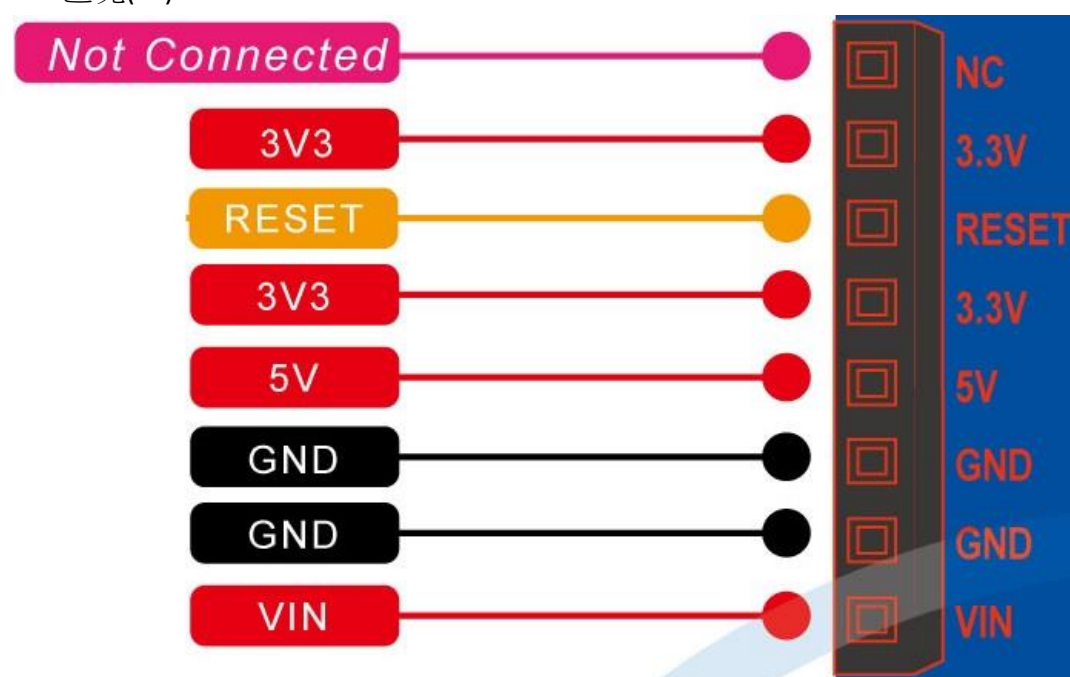 Not Connected NC
3V3 3.3V
RESET RESET
3V3 3.3V
5V 5V
GND GND
GND GND
VIN VIN